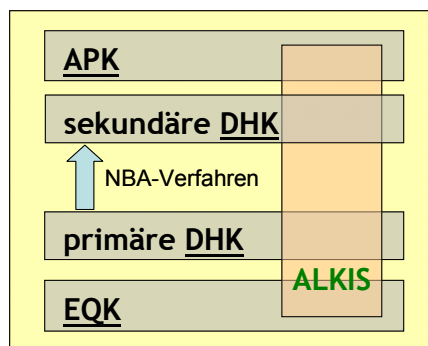 APK
sekundäre DHK
NBA-Verfahren
primäre DHK
ALKIS
EQK